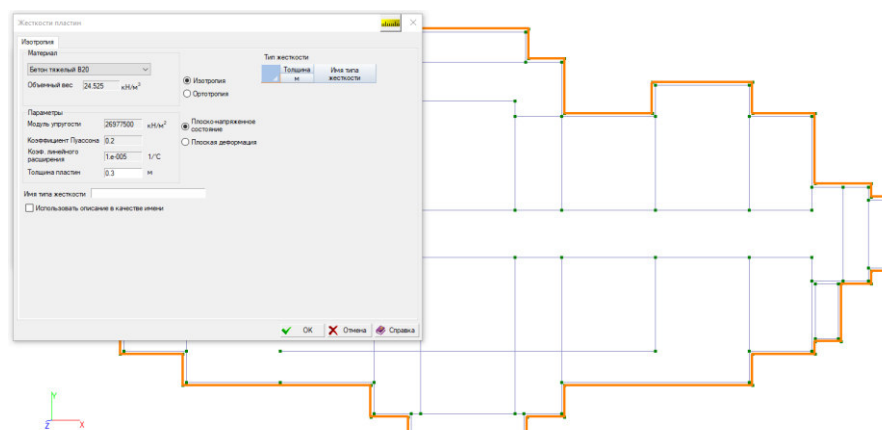 Жесткости пластин
Изотропия
Материал
Бетон тяжелый B20
Объемный вес 24.525 кН/м³
Изотропия
Ортотропия
Тип жесткости
Толщина м
Имя типа жесткости
Параметры
Модуль упругости 26977500 кН/м²
Коэффициент Пуассона 0.2
Коэф. линейного
расширения 1.e-005 1/°C
Толщина пластин 0.3 м
Плоско-напряженное
состояние
Плоская деформация
Имя типа жесткости
Использовать описание в качестве имени
OK Отмена Справка
Y
Z X